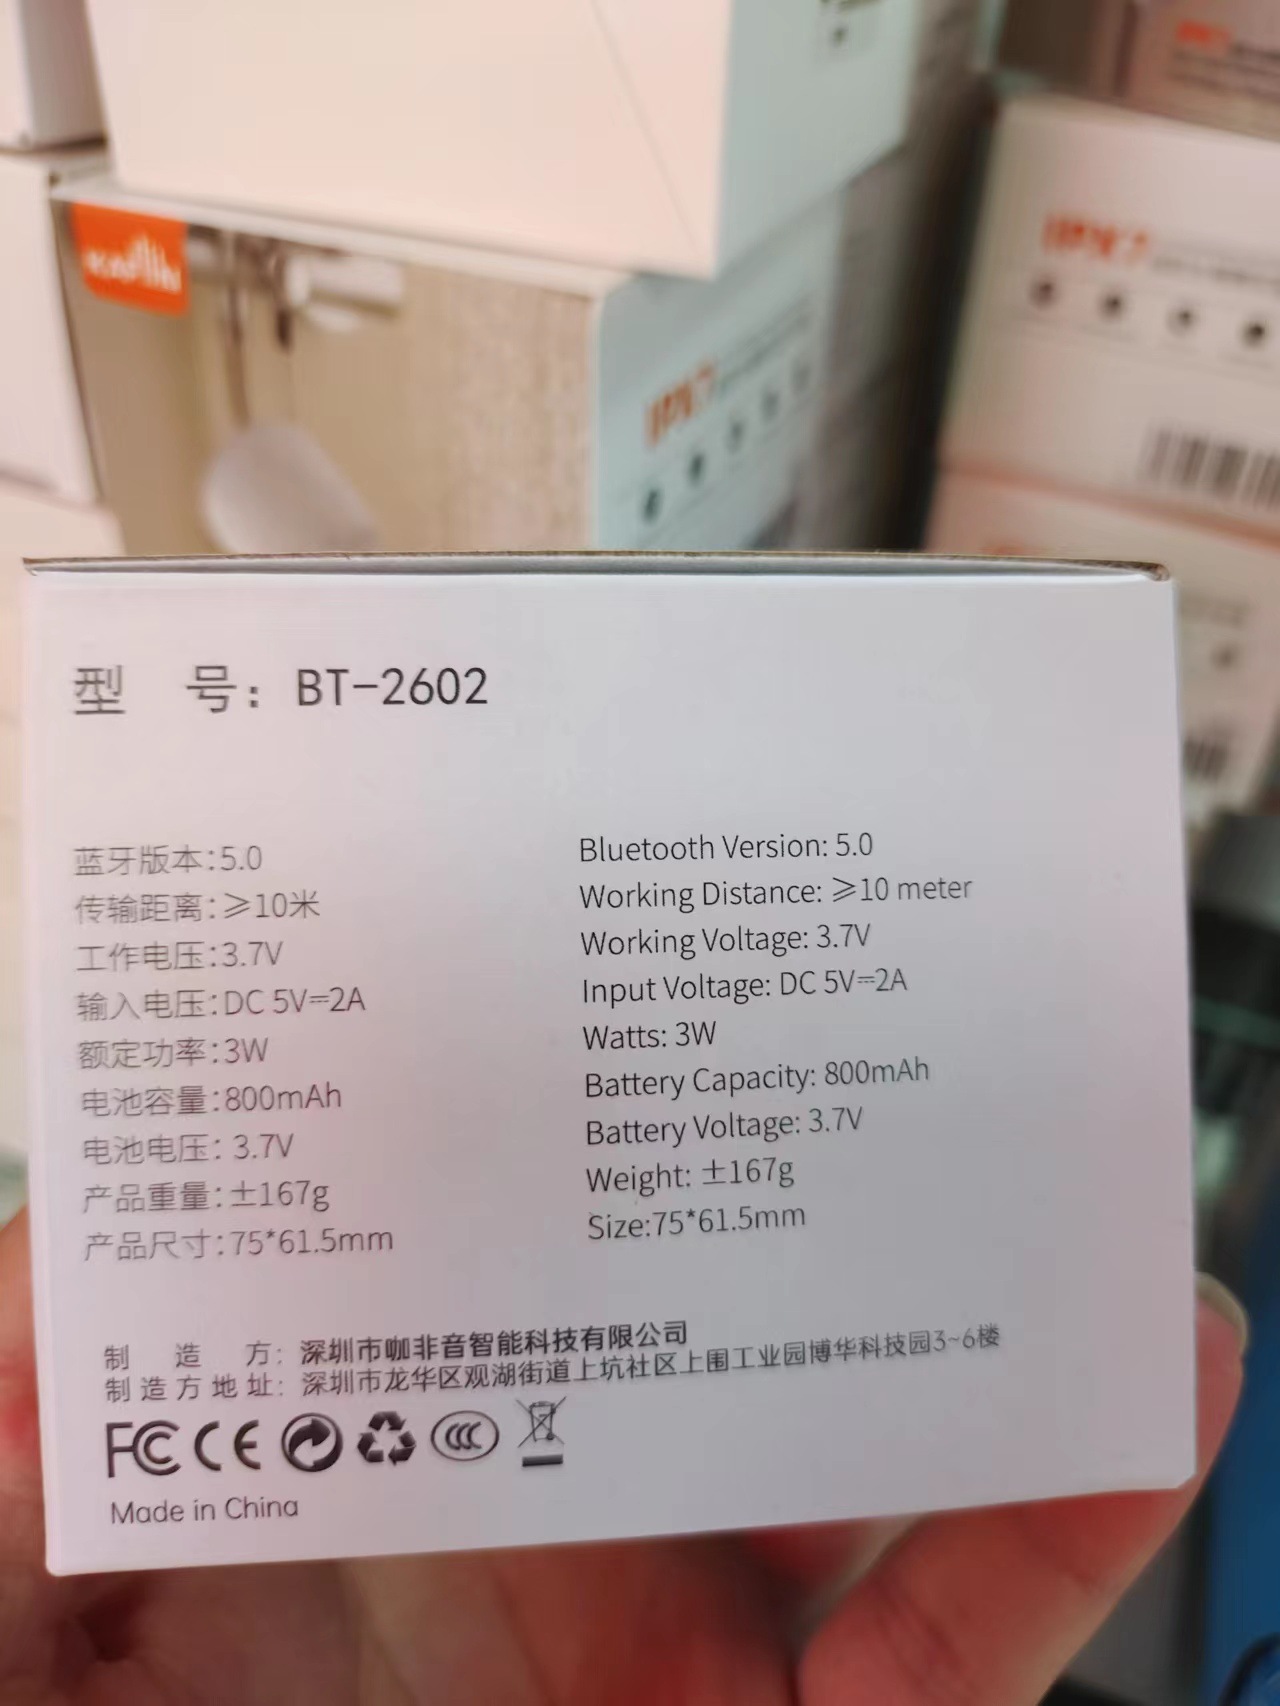 IPX7
IPX7
型 号: BT-2602
蓝牙版本:5.0
传输距离:≥10米
工作电压:3.7V
输入电压:DC 5V⎓2A
额定功率:3W
电池容量:800mAh
电池电压: 3.7V
产品重量:±167g
产品尺寸:75*61.5mm
Bluetooth Version: 5.0
Working Distance: ≥10 meter
Working Voltage: 3.7V
Input Voltage: DC 5V⎓2A
Watts: 3W
Battery Capacity: 800mAh
Battery Voltage: 3.7V
Weight: ±167g
Size:75*61.5mm
制 造 方: 深圳市咖非音智能科技有限公司
制造方地址: 深圳市龙华区观湖街道上坑社区上围工业园博华科技园3~6楼
FC CE CCC
Made in China